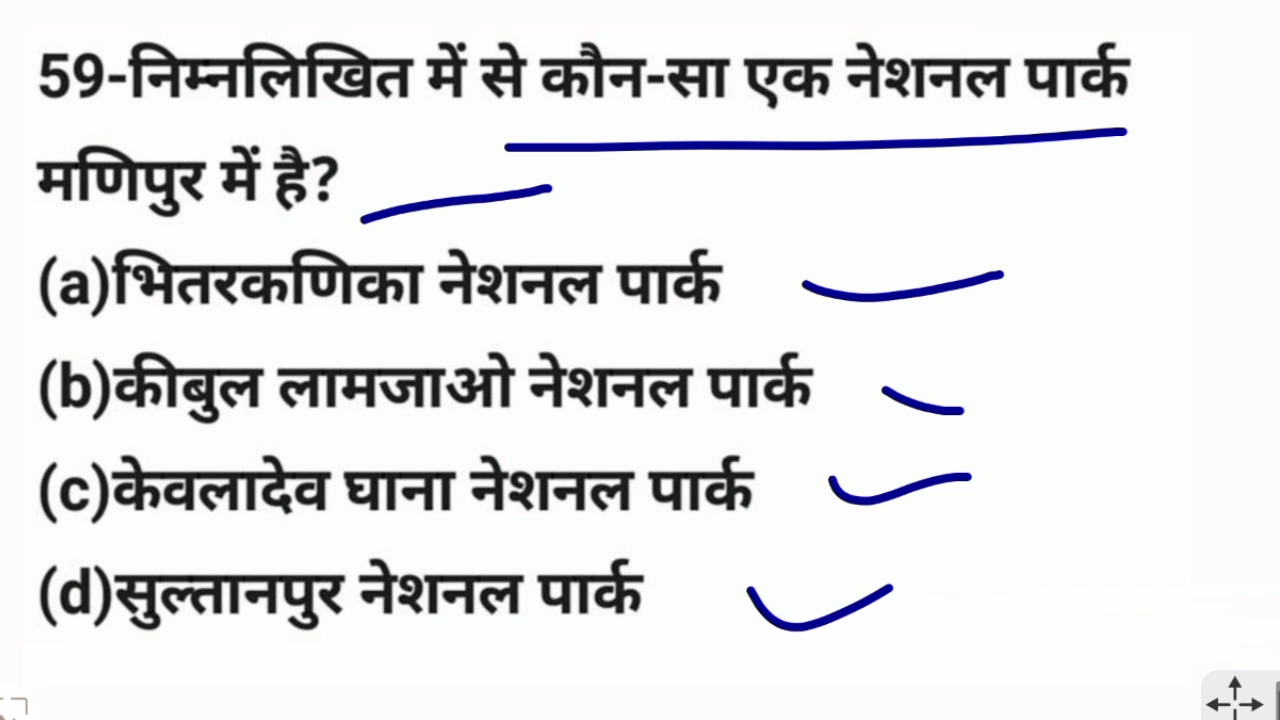 59-निम्नलिखित में से कौन-सा एक नेशनल पार्क
मणिपुर में है?
(a)भितरकणिका नेशनल पार्क
(b)कीबुल लामजाओ नेशनल पार्क
(c)केवलादेव घाना नेशनल पार्क
(d)सुल्तानपुर नेशनल पार्क